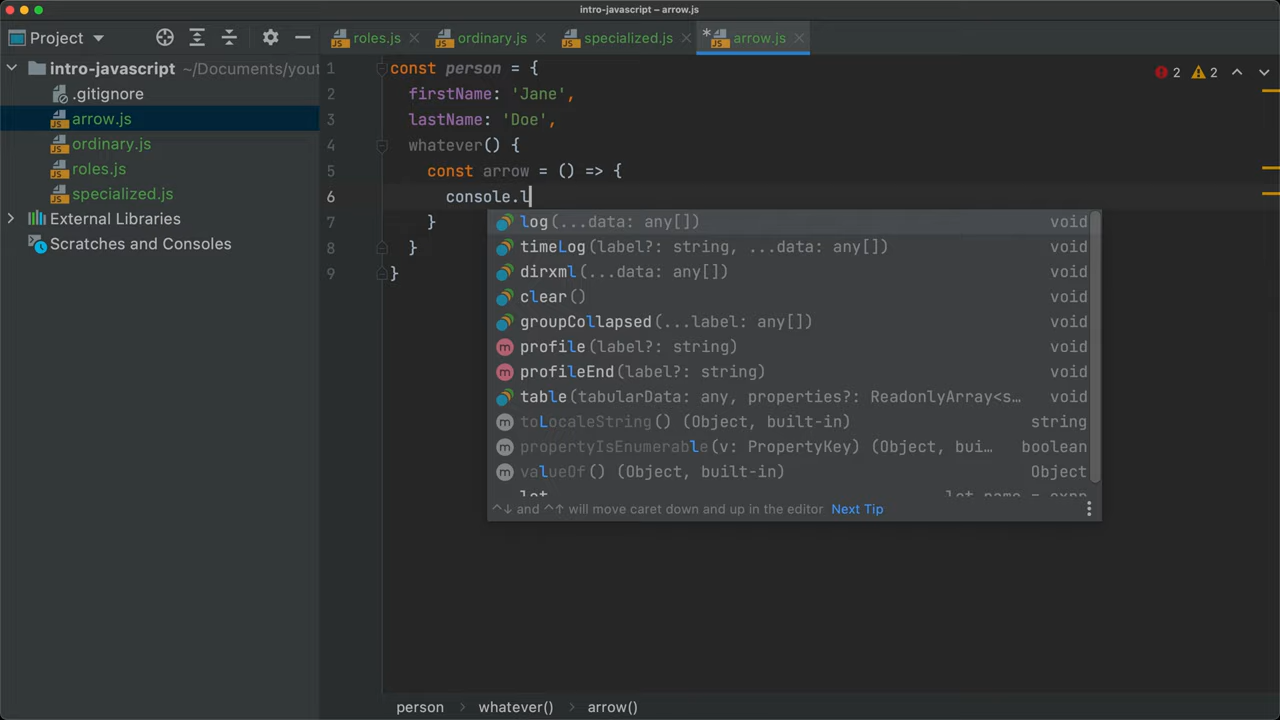 intro-javascript – arrow.js
Project
roles.js
ordinary.js
specialized.js
* arrow.js
intro-javascript ~/Documents/yout
.gitignore
arrow.js
ordinary.js
roles.js
specialized.js
External Libraries
Scratches and Consoles
1 const person = {
2 firstName: 'Jane',
3 lastName: 'Doe',
4 whatever() {
5 const arrow = () => {
6 console.l
7 }
8 }
9 }
2 2
log(...data: any[]) void
timeLog(label?: string, ...data: any[]) void
dirxml(...data: any[]) void
clear() void
groupCollapsed(...label: any[]) void
m profile(label?: string) void
m profileEnd(label?: string) void
table(tabularData: any, properties?: ReadonlyArray<s… void
m toLocaleString() (Object, built-in) string
m propertyIsEnumerable(v: PropertyKey) (Object, bui… boolean
m valueOf() (Object, built-in) Object
let let name = expr
^↓ and ^↑ will move caret down and up in the editor Next Tip
person > whatever() > arrow()